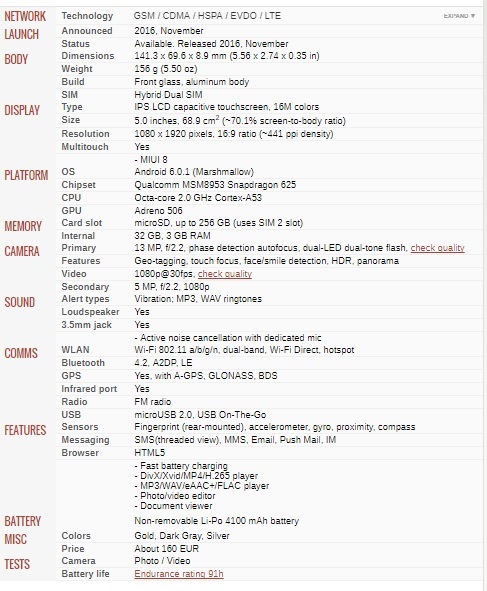 NETWORK Technology GSM / CDMA / HSPA / EVDO / LTE EXPAND ▼
LAUNCH Announced 2016, November
Status Available. Released 2016, November
BODY Dimensions 141.3 x 69.6 x 8.9 mm (5.56 x 2.74 x 0.35 in)
Weight 156 g (5.50 oz)
Build Front glass, aluminum body
SIM Hybrid Dual SIM
DISPLAY Type IPS LCD capacitive touchscreen, 16M colors
Size 5.0 inches, 68.9 cm2 (~70.1% screen-to-body ratio)
Resolution 1080 x 1920 pixels, 16:9 ratio (~441 ppi density)
Multitouch Yes
- MIUI 8
PLATFORM OS Android 6.0.1 (Marshmallow)
Chipset Qualcomm MSM8953 Snapdragon 625
CPU Octa-core 2.0 GHz Cortex-A53
GPU Adreno 506
MEMORY Card slot microSD, up to 256 GB (uses SIM 2 slot)
Internal 32 GB, 3 GB RAM
CAMERA Primary 13 MP, f/2.2, phase detection autofocus, dual-LED dual-tone flash, check quality
Features Geo-tagging, touch focus, face/smile detection, HDR, panorama
Video 1080p@30fps, check quality
Secondary 5 MP, f/2.2, 1080p
SOUND Alert types Vibration; MP3, WAV ringtones
Loudspeaker Yes
3.5mm jack Yes
- Active noise cancellation with dedicated mic
COMMS WLAN Wi-Fi 802.11 a/b/g/n, dual-band, Wi-Fi Direct, hotspot
Bluetooth 4.2, A2DP, LE
GPS Yes, with A-GPS, GLONASS, BDS
Infrared port Yes
Radio FM radio
USB microUSB 2.0, USB On-The-Go
FEATURES Sensors Fingerprint (rear-mounted), accelerometer, gyro, proximity, compass
Messaging SMS(threaded view), MMS, Email, Push Mail, IM
Browser HTML5
- Fast battery charging
- DivX/Xvid/MP4/H.265 player
- MP3/WAV/eAAC+/FLAC player
- Photo/video editor
- Document viewer
BATTERY Non-removable Li-Po 4100 mAh battery
MISC Colors Gold, Dark Gray, Silver
Price About 160 EUR
TESTS Camera Photo / Video
Battery life Endurance rating 91h